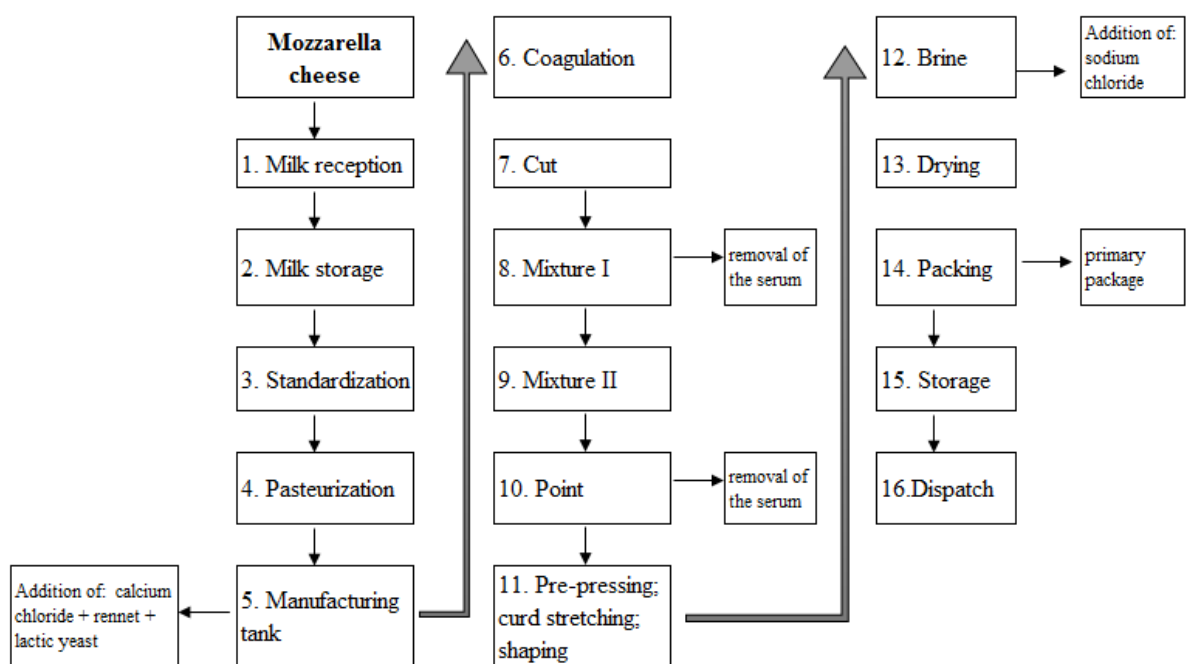 Mozzarella
cheese
1. Milk reception
2. Milk storage
3. Standardization
4. Pasteurization
Addition of:  calcium
chloride + rennet +
lactic yeast
5. Manufacturing
tank
6. Coagulation
7. Cut
8. Mixture I
removal of
the serum
9. Mixture II
10. Point
removal of
the serum
11. Pre-pressing;
curd stretching;
shaping
12. Brine
Addition of:
sodium
chloride
13. Drying
14. Packing
primary
package
15. Storage
16.Dispatch